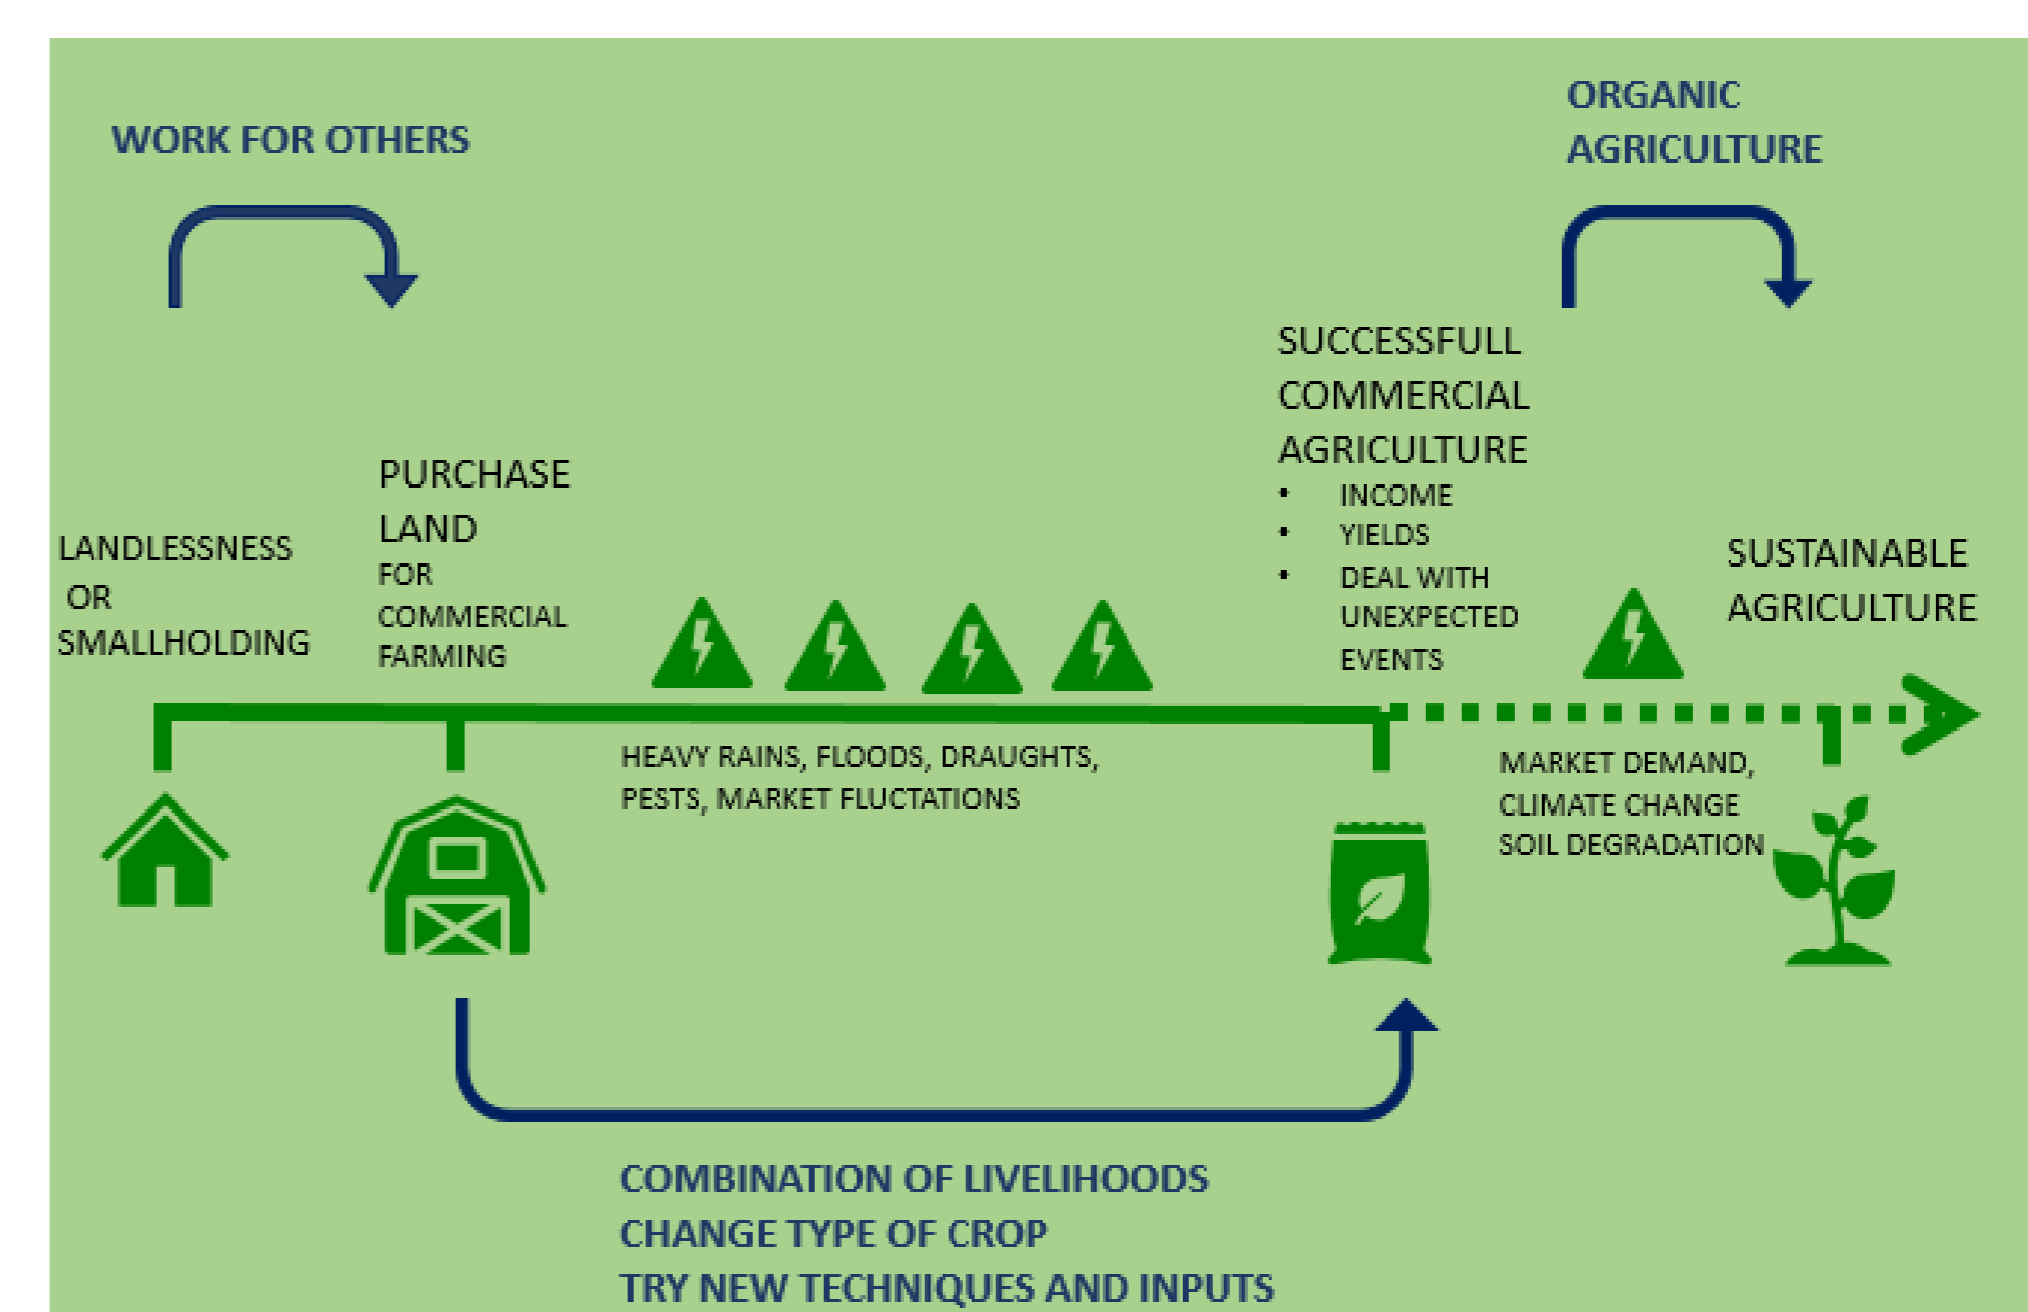 WORK FOR OTHERS
ORGANIC
AGRICULTURE
LANDLESSNESS
OR
SMALLHOLDING
PURCHASE
LAND
FOR
COMMERCIAL
FARMING
SUCCESSFULL
COMMERCIAL
AGRICULTURE
• INCOME
• YIELDS
• DEAL WITH
UNEXPECTED
EVENTS
SUSTAINABLE
AGRICULTURE
HEAVY RAINS, FLOODS, DRAUGHTS,
PESTS, MARKET FLUCTATIONS
MARKET DEMAND,
CLIMATE CHANGE
SOIL DEGRADATION
COMBINATION OF LIVELIHOODS
CHANGE TYPE OF CROP
TRY NEW TECHNIQUES AND INPUTS